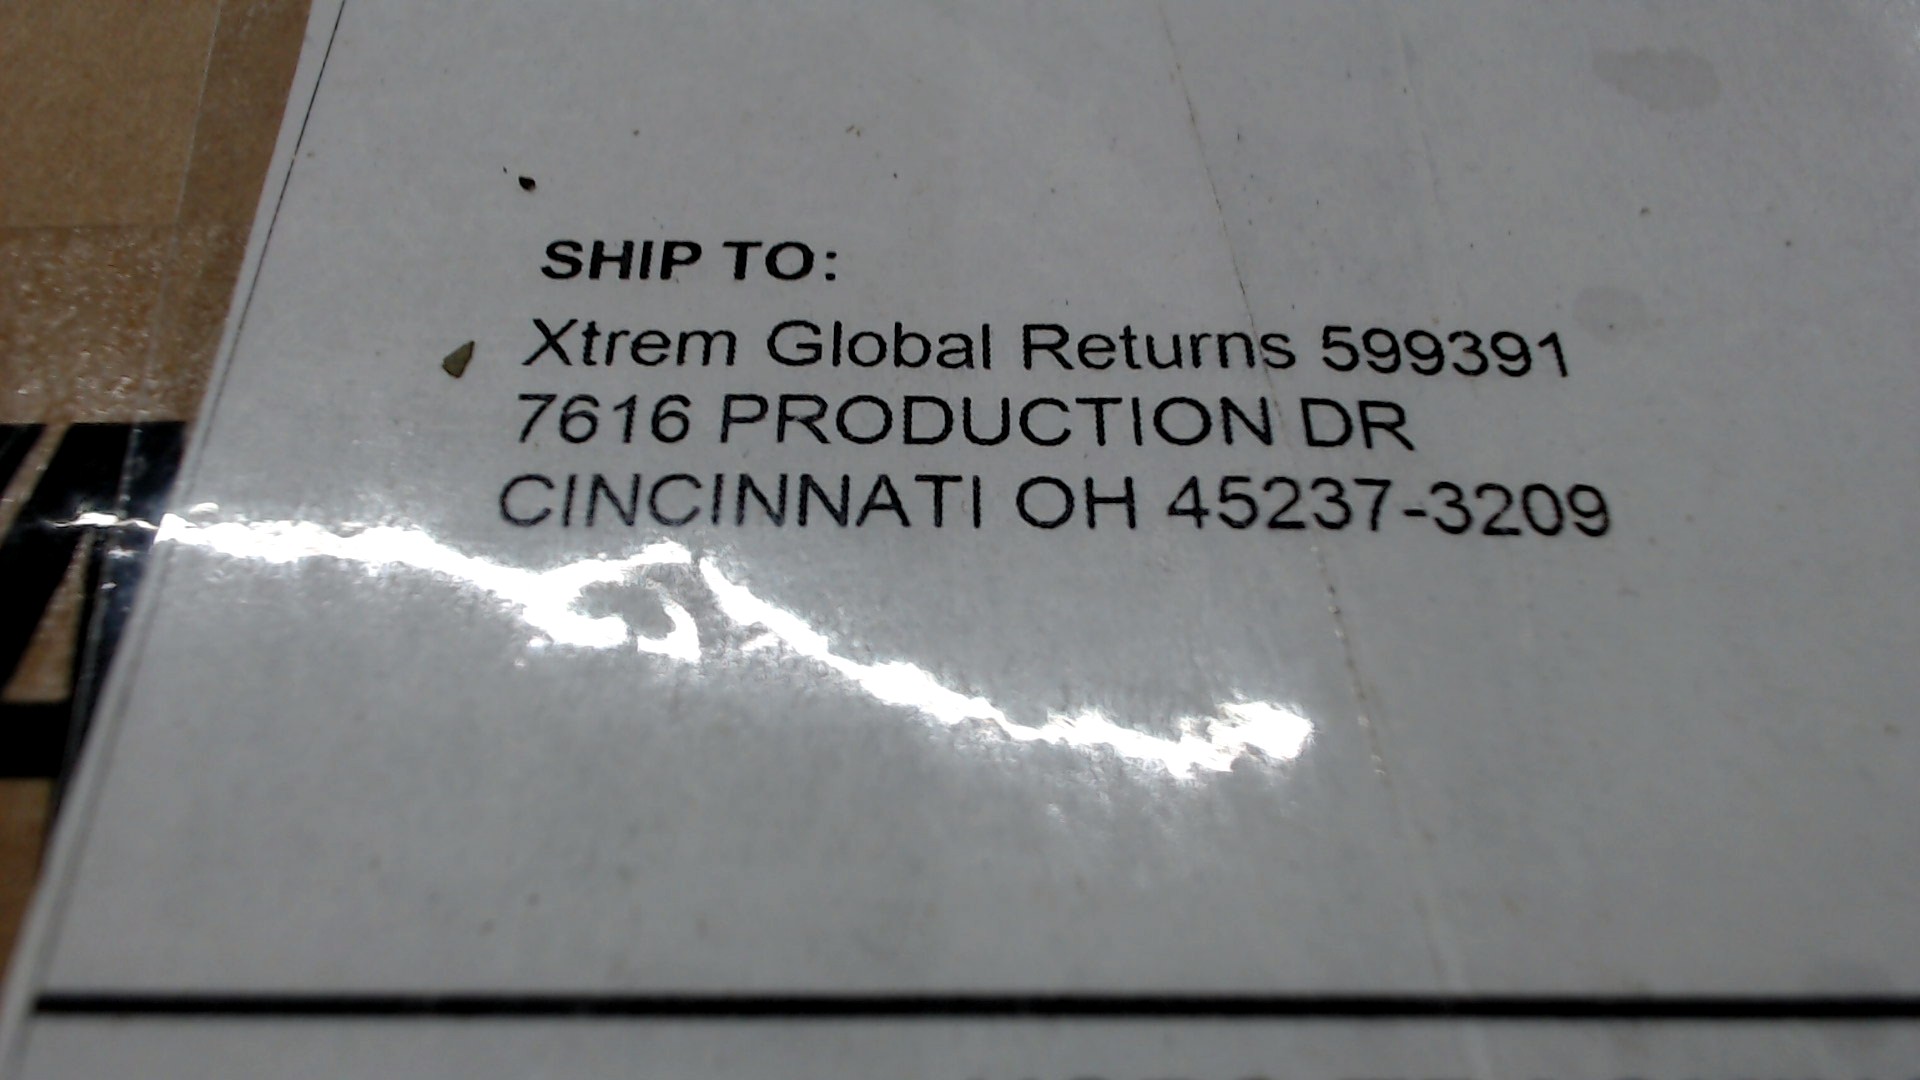 SHIP TO:
Xtrem Global Returns 599391
7616 PRODUCTION DR
CINCINNATI OH 45237-3209